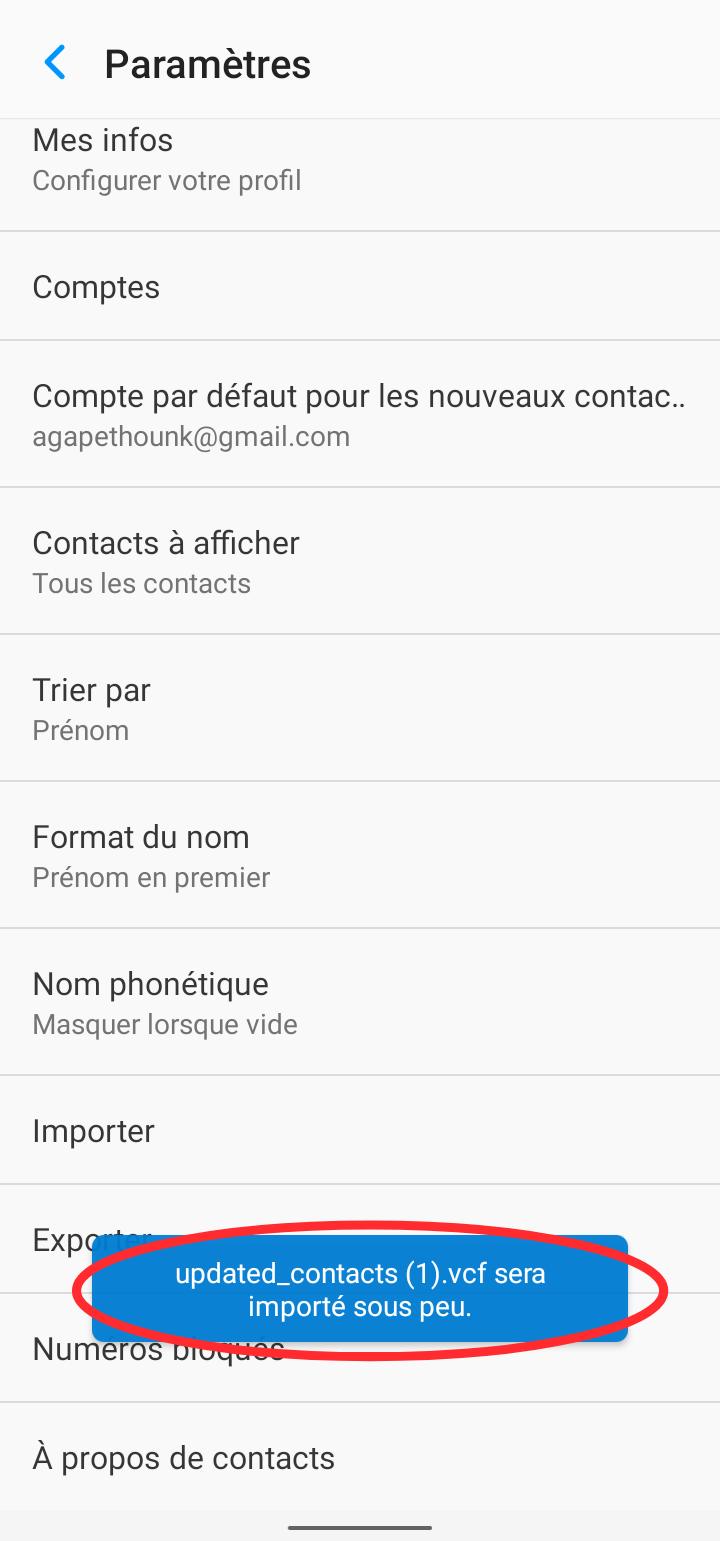 Paramètres
Mes infos
Configurer votre profil
Comptes
Compte par défaut pour les nouveaux contac..
agapethounk@gmail.com
Contacts à afficher
Tous les contacts
Trier par
Prénom
Format du nom
Prénom en premier
Nom phonétique
Masquer lorsque vide
Importer
Exporter
updated_contacts (1).vcf sera
importé sous peu.
Numéros bloqués
À propos de contacts